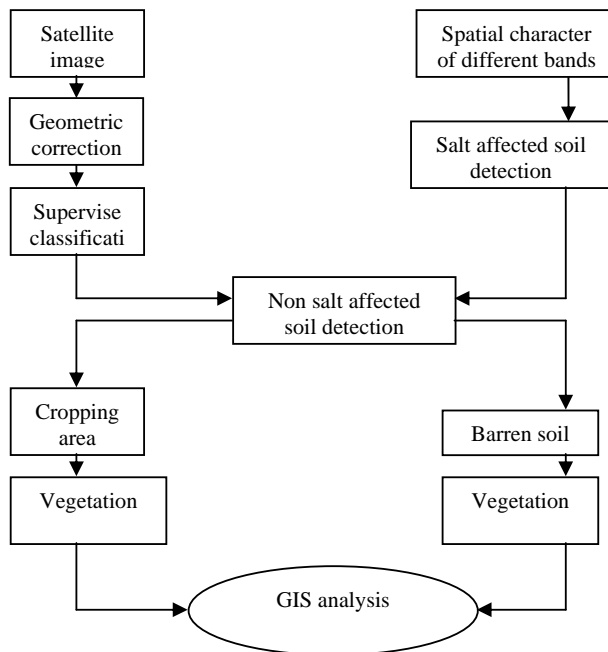 Satellite
image
Spatial character
of different bands
Geometric
correction
Salt affected soil
detection
Supervise
classificati
Non salt affected
soil detection
Cropping
area
Barren soil
Vegetation
Vegetation
GIS analysis